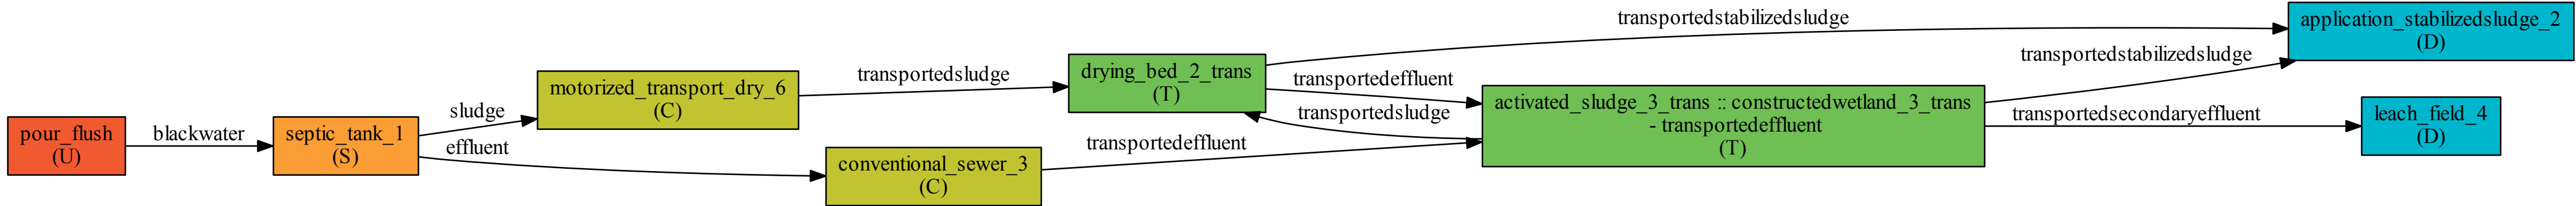 pour_flush
(U)
blackwater
septic_tank_1
(S)
sludge
effluent
motorized_transport_dry_6
(C)
conventional_sewer_3
(C)
transportedsludge
transportedeffluent
drying_bed_2_trans
(T)
transportedstabilizedsludge
transportedeffluent
transportedsludge
activated_sludge_3_trans :: constructedwetland_3_trans
- transportedeffluent
(T)
transportedstabilizedsludge
transportedsecondaryeffluent
application_stabilizedsludge_2
(D)
leach_field_4
(D)